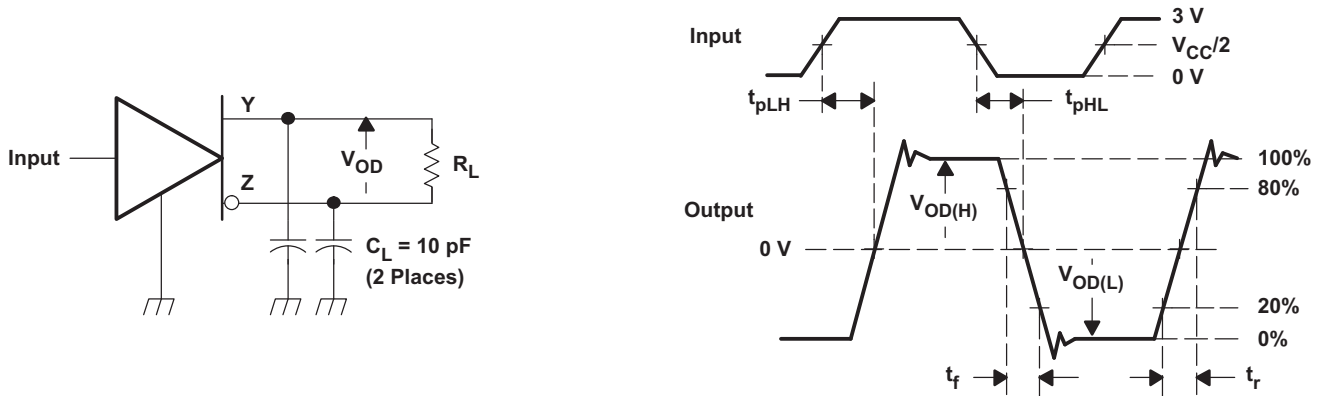 Input
Y
Z
V_OD
R_L
C_L = 10 pF
(2 Places)
Input
3 V
V_CC/2
0 V
t_pLH
t_pHL
Output
100%
80%
V_OD(H)
0 V
V_OD(L)
20%
0%
t_f
t_r